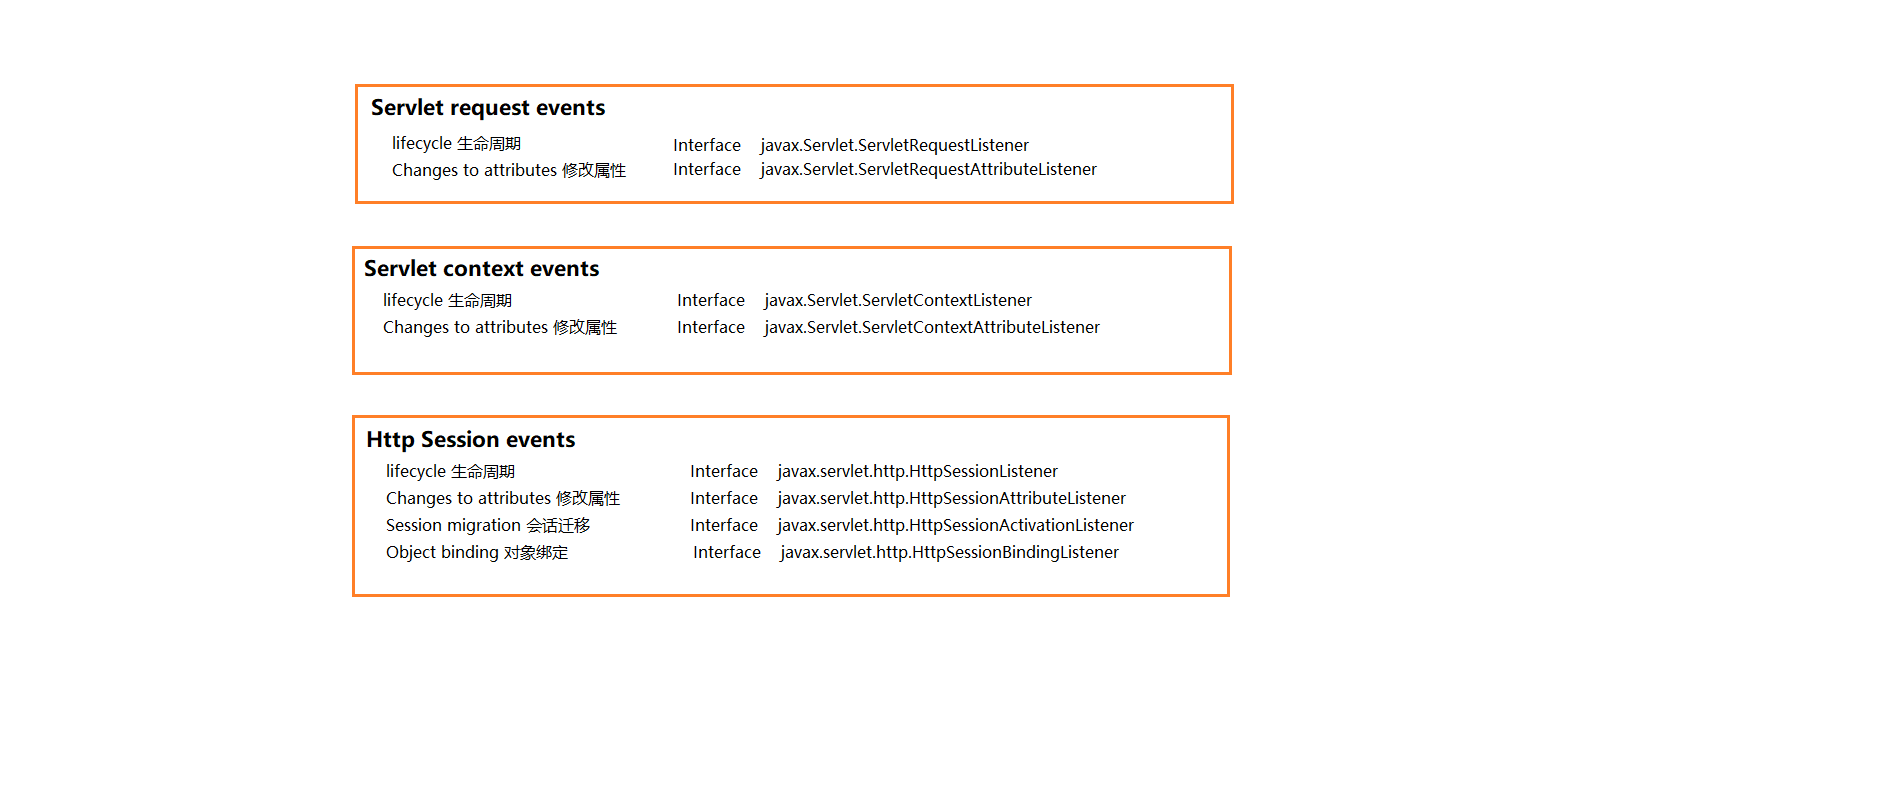 Servlet request events
lifecycle 生命周期 Interface javax.Servlet.ServletRequestListener
Changes to attributes 修改属性 Interface javax.Servlet.ServletRequestAttributeListener
Servlet context events
lifecycle 生命周期 Interface javax.Servlet.ServletContextListener
Changes to attributes 修改属性 Interface javax.Servlet.ServletContextAttributeListener
Http Session events
lifecycle 生命周期 Interface javax.servlet.http.HttpSessionListener
Changes to attributes 修改属性 Interface javax.servlet.http.HttpSessionAttributeListener
Session migration 会话迁移 Interface javax.servlet.http.HttpSessionActivationListener
Object binding 对象绑定 Interface javax.servlet.http.HttpSessionBindingListener